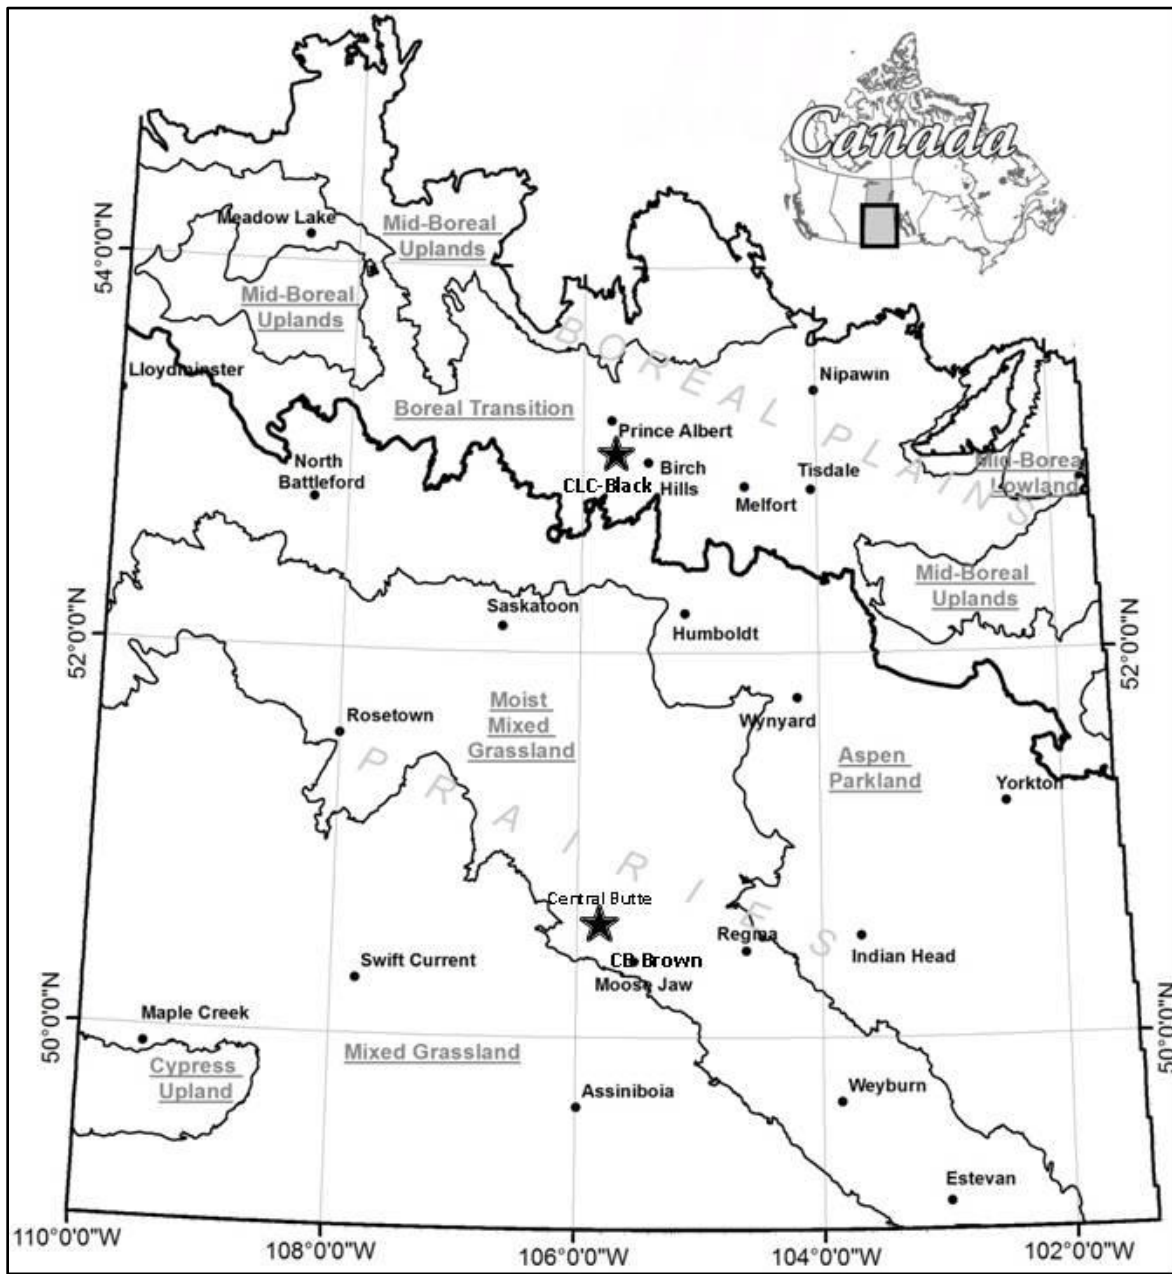 Canada
54°0'0"N
Meadow Lake
Mid-Boreal
Uplands
Mid-Boreal
Uplands
BOREAL PLAINS
Lloydminster
Boreal Transition
Nipawin
Prince Albert
North
Battleford
CLC-Black
Birch
Hills
Melfort
Tisdale
Mid-Boreal
Lowland
Mid-Boreal
Uplands
52°0'0"N
52°0'0"N
Saskatoon
Humboldt
Rosetown
Moist
Mixed
Grassland
Wynyard
Aspen
Parkland
Yorkton
PRAIRIES
Central Butte
Regina
Indian Head
Swift Current
CB-Brown
Moose Jaw
Maple Creek
50°0'0"N
50°0'0"N
Cypress
Upland
Mixed Grassland
Assiniboia
Weyburn
Estevan
110°0'0"W
108°0'0"W
106°0'0"W
104°0'0"W
102°0'0"W